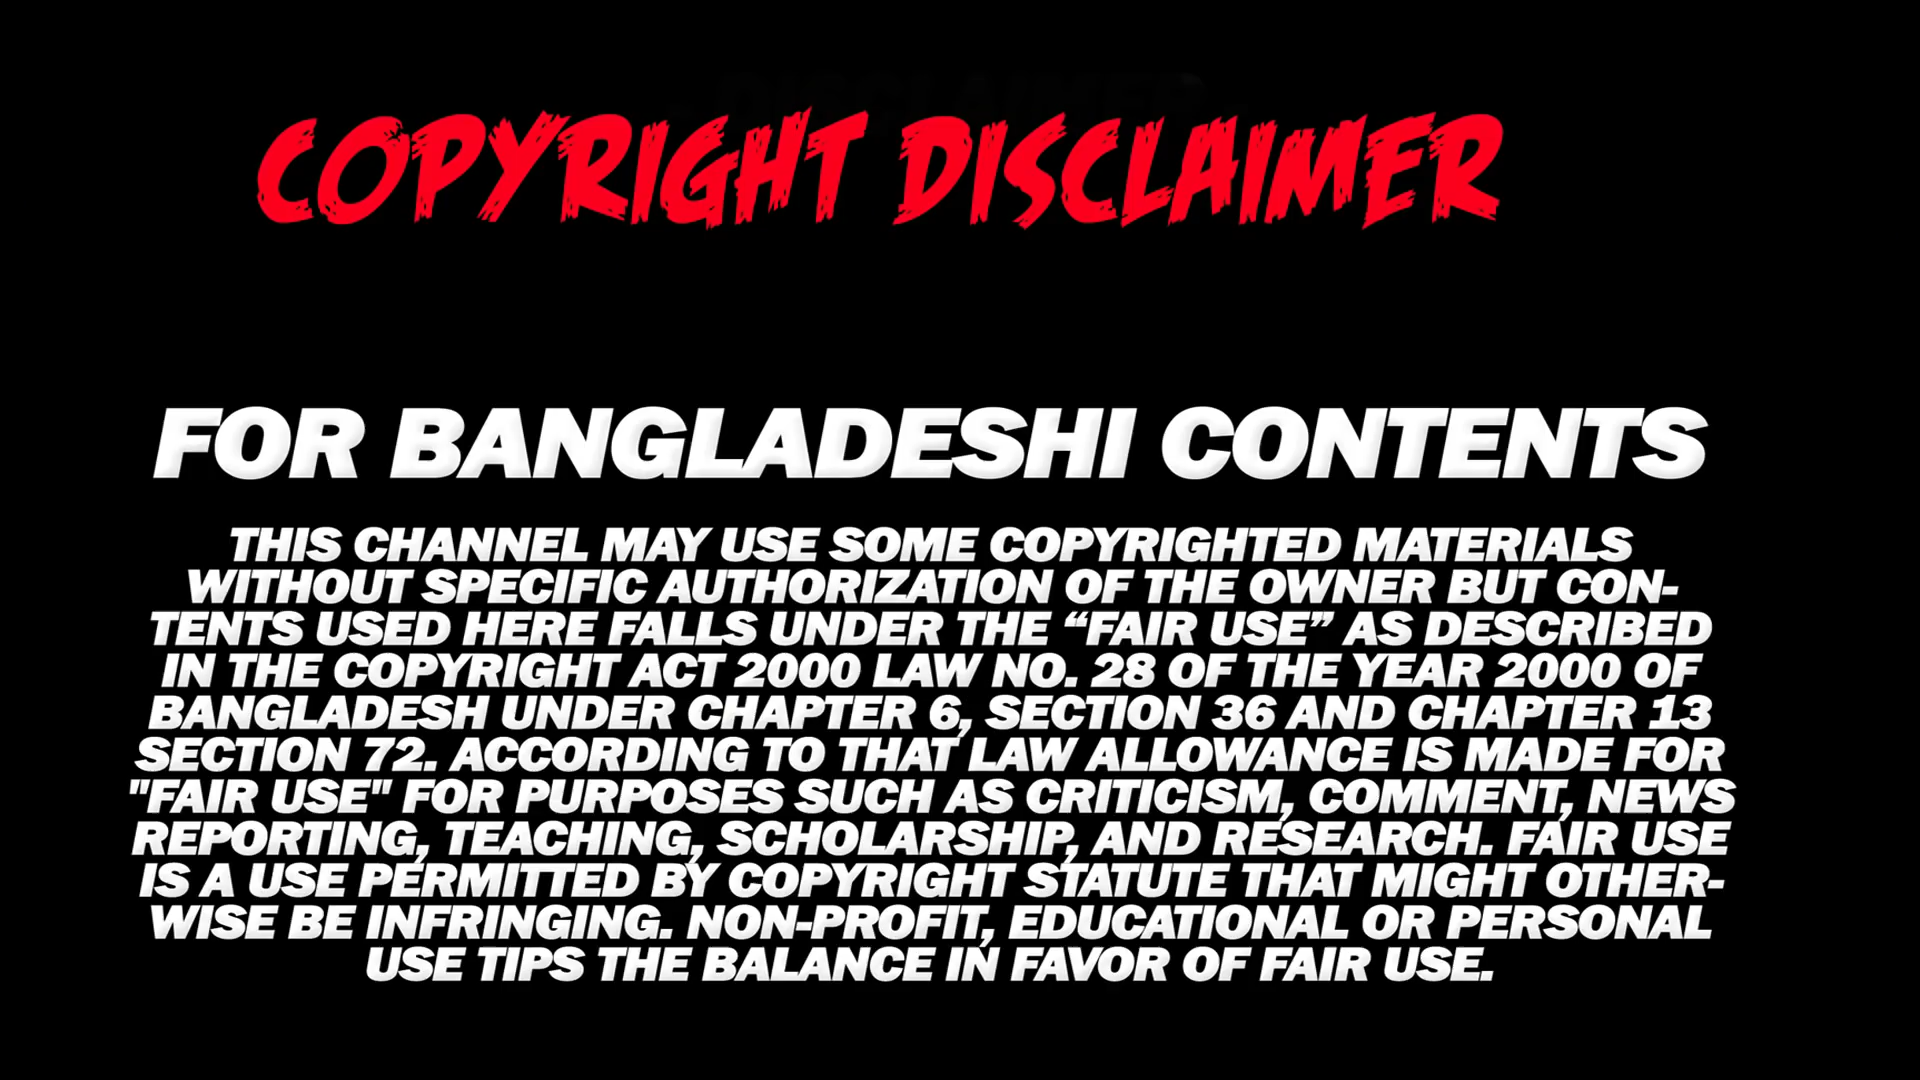 COPYRIGHT DISCLAIMER
FOR BANGLADESHI CONTENTS
THIS CHANNEL MAY USE SOME COPYRIGHTED MATERIALS
WITHOUT SPECIFIC AUTHORIZATION OF THE OWNER BUT CON-
TENTS USED HERE FALLS UNDER THE “FAIR USE” AS DESCRIBED
IN THE COPYRIGHT ACT 2000 LAW NO. 28 OF THE YEAR 2000 OF
BANGLADESH UNDER CHAPTER 6, SECTION 36 AND CHAPTER 13
SECTION 72. ACCORDING TO THAT LAW ALLOWANCE IS MADE FOR
"FAIR USE" FOR PURPOSES SUCH AS CRITICISM, COMMENT, NEWS
REPORTING, TEACHING, SCHOLARSHIP, AND RESEARCH. FAIR USE
IS A USE PERMITTED BY COPYRIGHT STATUTE THAT MIGHT OTHER-
WISE BE INFRINGING. NON-PROFIT, EDUCATIONAL OR PERSONAL
USE TIPS THE BALANCE IN FAVOR OF FAIR USE.